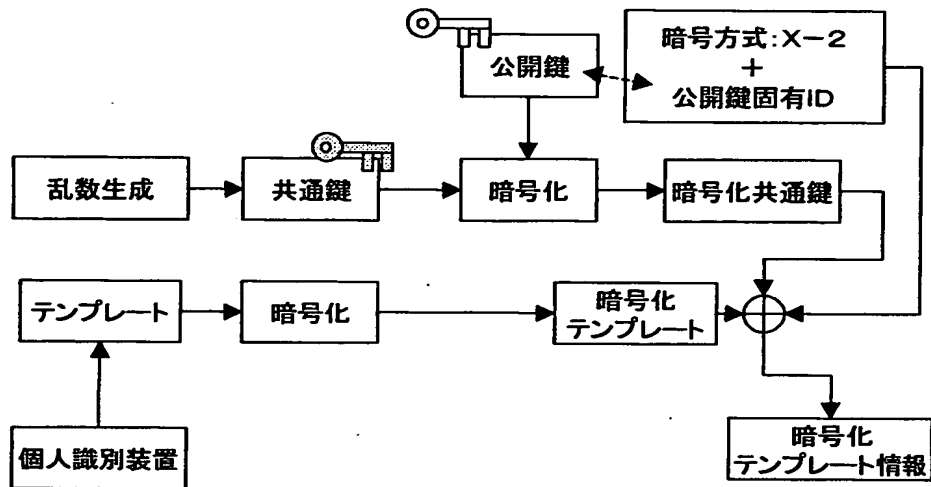 公開鍵
暗号方式:X-2
+
公開鍵固有ID
乱数生成
共通鍵
暗号化
暗号化共通鍵
テンプレート
暗号化
暗号化
テンプレート
個人識別装置
暗号化
テンプレート情報